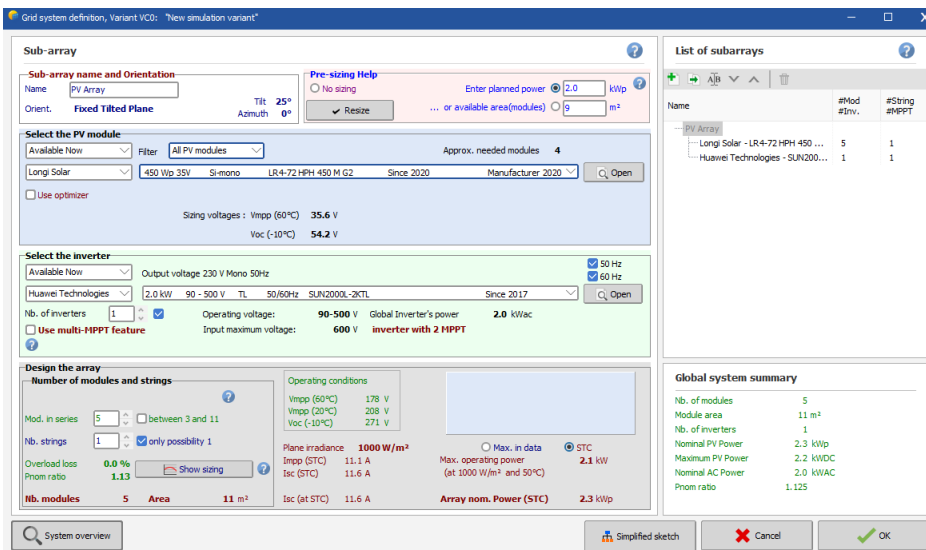 Grid system definition, Variant VC0: "New simulation variant"
Sub-array
Sub-array name and Orientation
Name PV Array
Orient. Fixed Tilted Plane
Tilt 25°
Azimuth 0°
Pre-sizing Help
No sizing
Enter planned power 2.0 kWp
Resize
... or available area(modules) 9 m²
Select the PV module
Available Now Filter All PV modules
Approx. needed modules 4
Longi Solar 450 Wp 35V Si-mono LR4-72 HPH 450 M G2 Since 2020 Manufacturer 2020 Open
Use optimizer
Sizing voltages : Vmpp (60°C) 35.6 V
Voc (-10°C) 54.2 V
Select the inverter
Available Now Output voltage 230 V Mono 50Hz
50 Hz
60 Hz
Huawei Technologies 2.0 kW 90 - 500 V TL 50/60Hz SUN2000L-2KTL Since 2017 Open
Nb. of inverters 1 Operating voltage: 90-500 V Global Inverter's power 2.0 kWac
Use multi-MPPT feature Input maximum voltage: 600 V inverter with 2 MPPT
Design the array
Number of modules and strings
Mod. in series 5 between 3 and 11
Nb. strings 1 only possibility 1
Overload loss 0.0 %
Pnom ratio 1.13
Show sizing
Nb. modules 5 Area 11 m²
Operating conditions
Vmpp (60°C) 178 V
Vmpp (20°C) 208 V
Voc (-10°C) 271 V
Plane irradiance 1000 W/m²
Impp (STC) 11.1 A
Isc (STC) 11.6 A
Isc (at STC) 11.6 A
Max. in data STC
Max. operating power 2.1 kW
(at 1000 W/m² and 50°C)
Array nom. Power (STC) 2.3 kWp
List of subarrays
Name #Mod #String
#Inv. #MPPT
PV Array
Longi Solar - LR4-72 HPH 450 ... 5 1
Huawei Technologies - SUN200... 1 1
Global system summary
Nb. of modules 5
Module area 11 m²
Nb. of inverters 1
Nominal PV Power 2.3 kWp
Maximum PV Power 2.2 kWDC
Nominal AC Power 2.0 kWAC
Pnom ratio 1.125
System overview
Simplified sketch
Cancel
OK